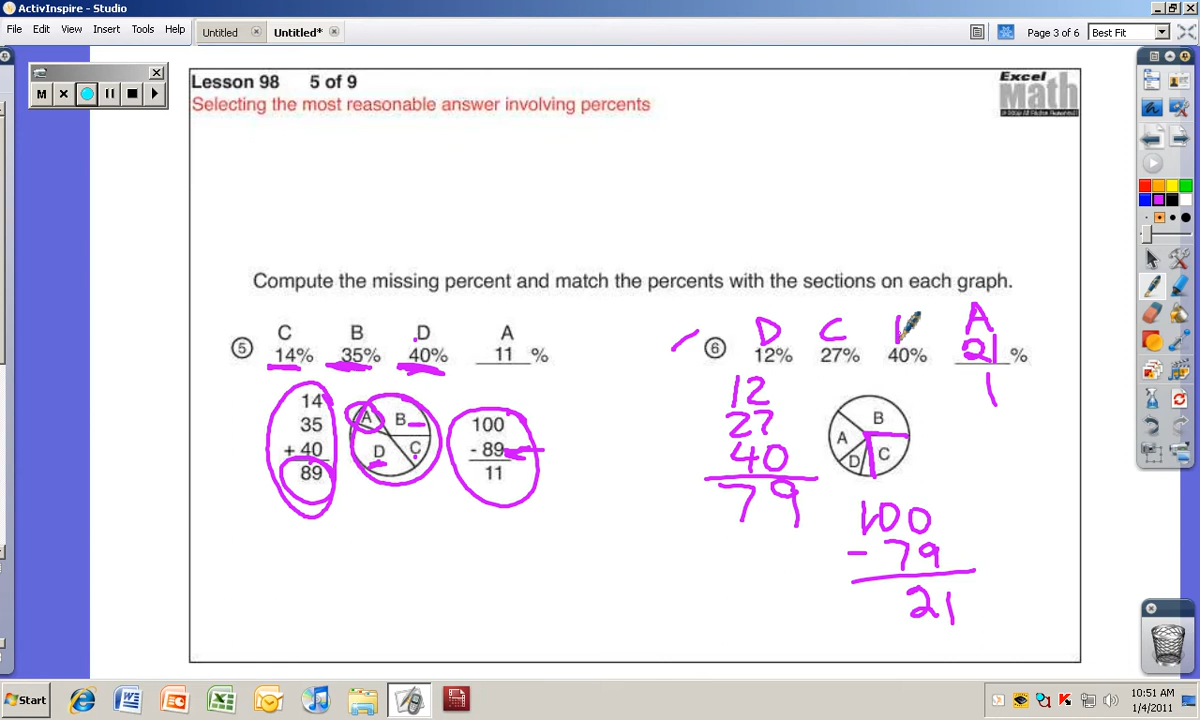 ActivInspire - Studio
File Edit View Insert Tools Help
Untitled
Untitled*
Page 3 of 6
Best Fit
M
Lesson 98 5 of 9
Selecting the most reasonable answer involving percents
Excel
Math
Compute the missing percent and match the percents with the sections on each graph.
5
C B D A
14% 35% 40% 11 %
14
35
+ 40
89
A B
D C
100
- 89
11
6
D C A
12% 27% 40% 21 %
1
12
27
40
79
B
A C
D
100
- 79
21
Start
10:51 AM
1/4/2011